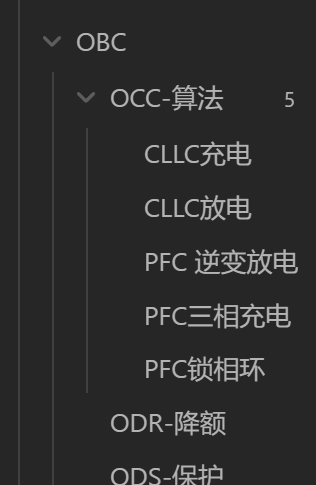 OBC
OCC-算法 5
CLLC充电
CLLC放电
PFC 逆变放电
PFC三相充电
PFC锁相环
ODR-降额
ODS-保护